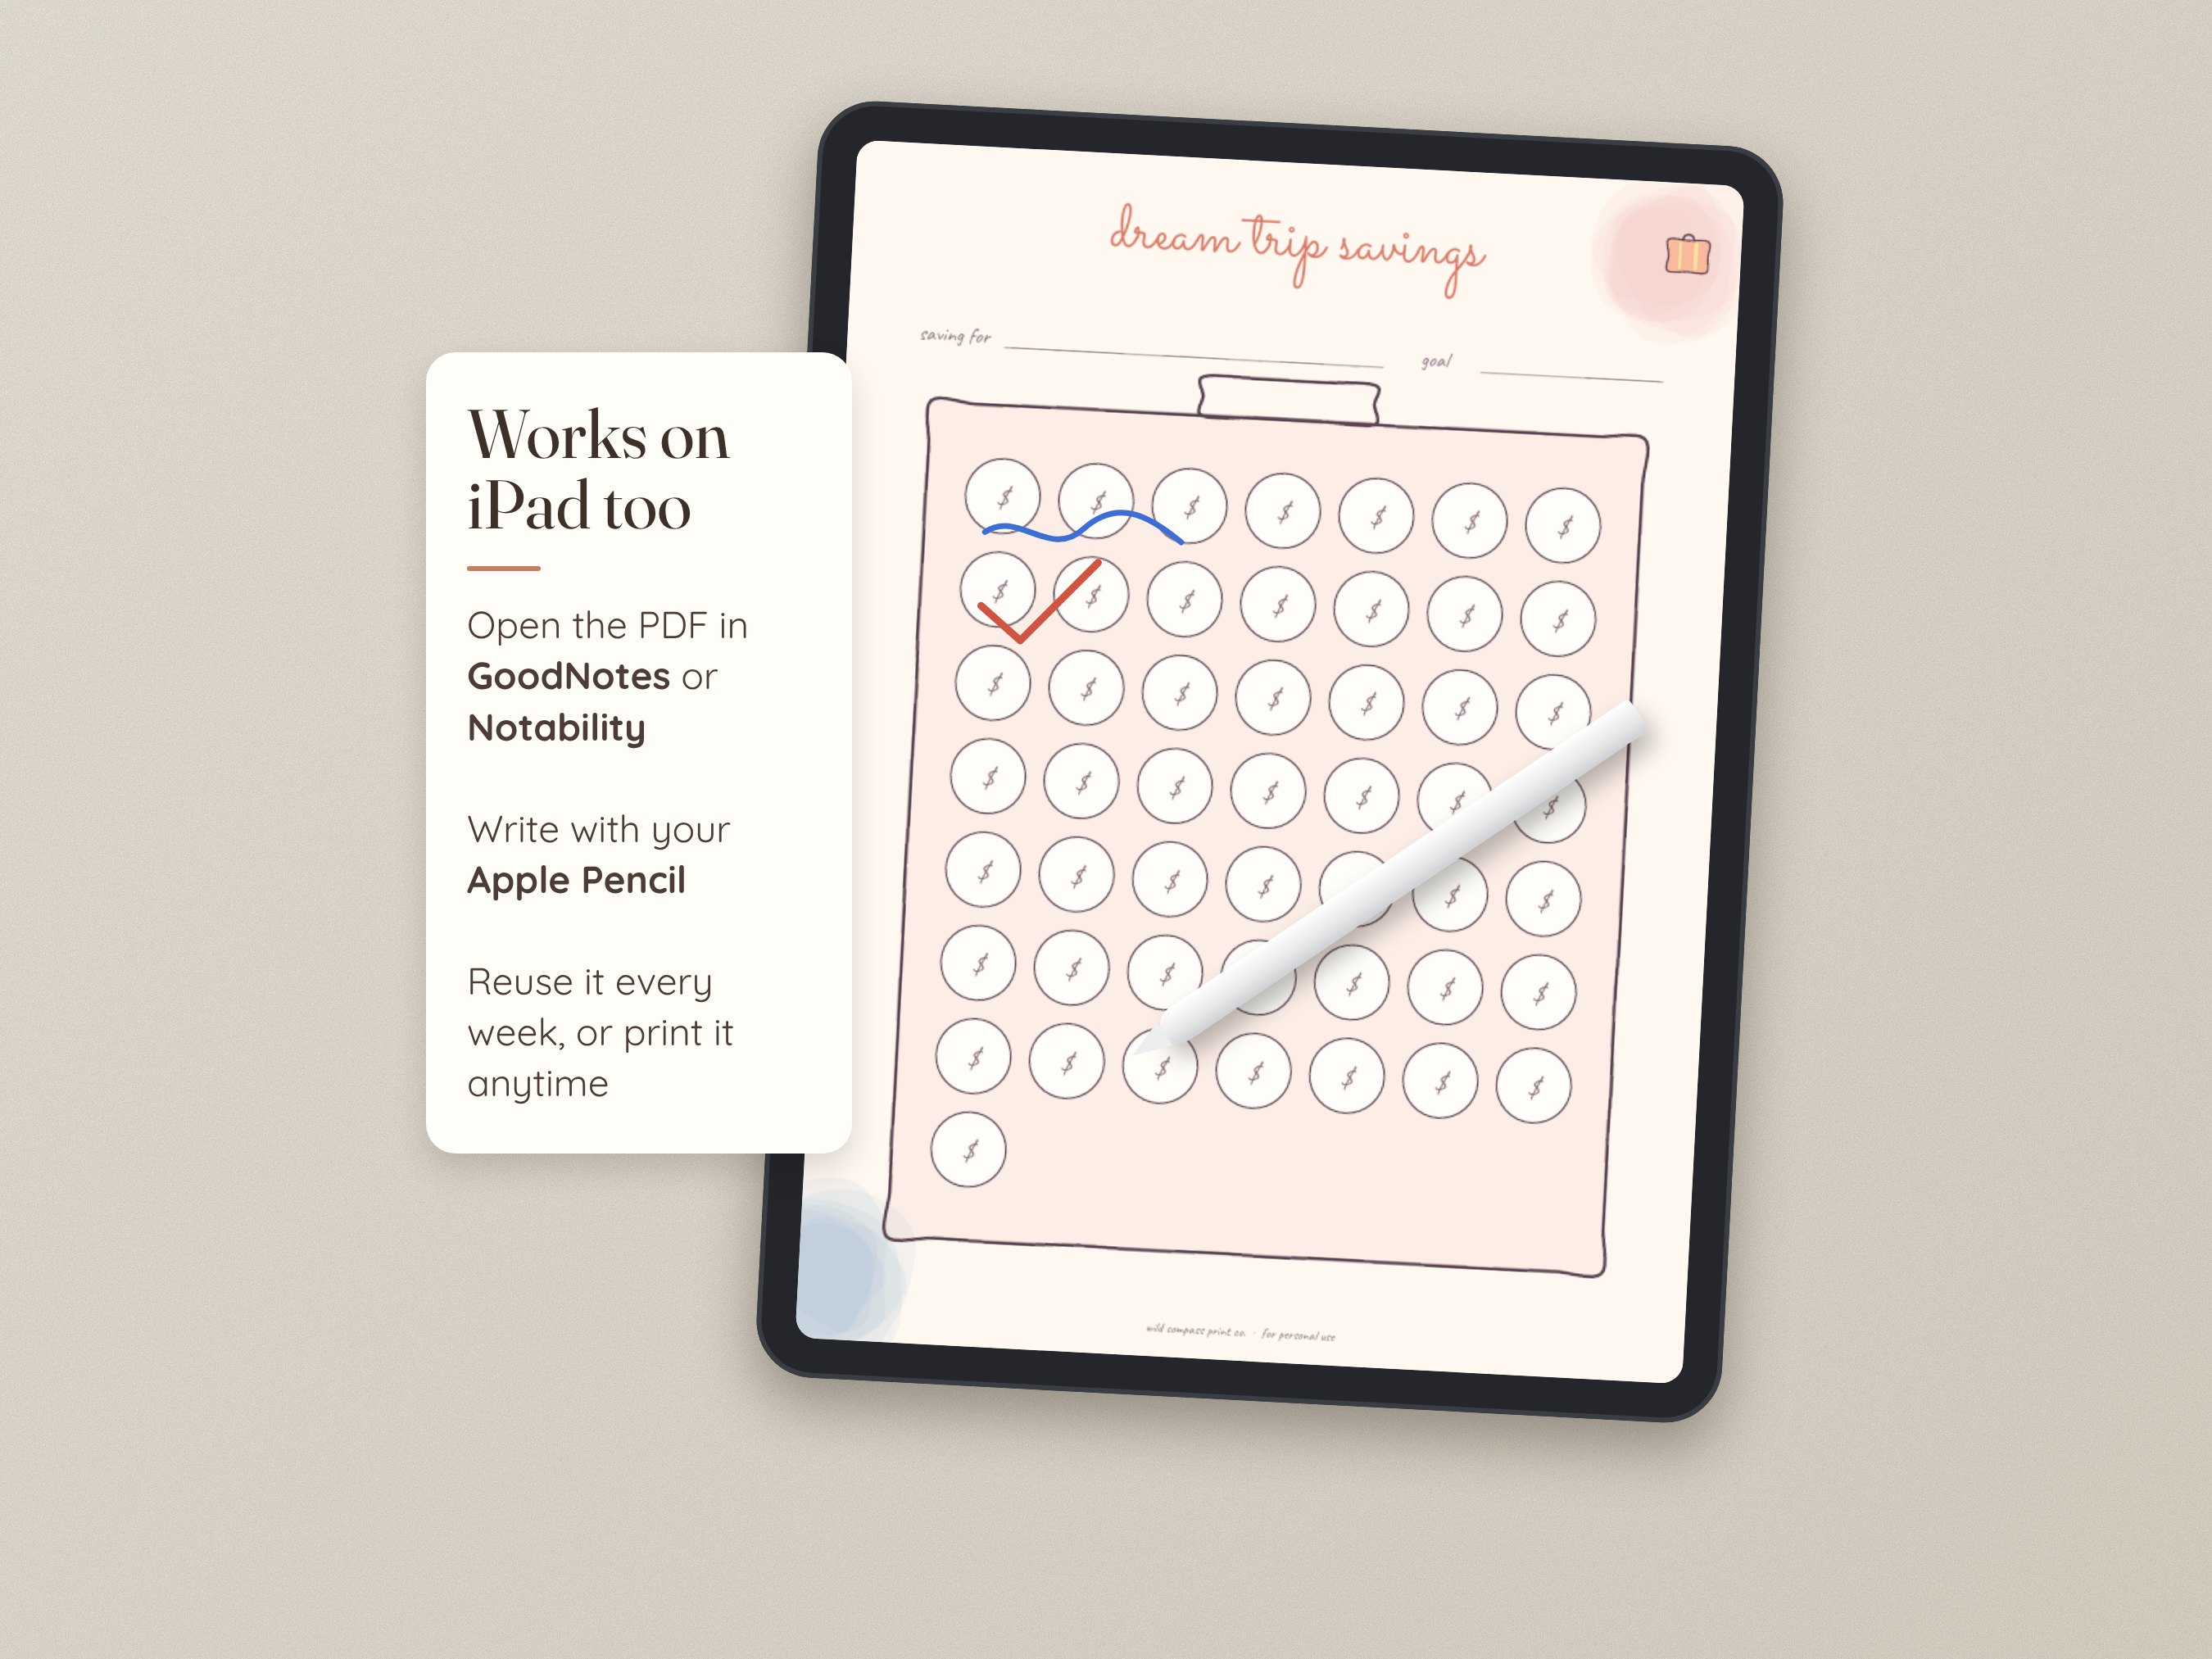 Works on
iPad too
Open the PDF in
GoodNotes or
Notability
Write with your
Apple Pencil
Reuse it every
week, or print it
anytime
dream trip savings
saving for goal
$ $ $ $ $ $ $
$ $ $ $ $ $ $
$ $ $ $ $ $ $
$ $ $ $ $ $ $
$ $ $ $ $ $
$ $ $ $ $ $
$ $ $ $ $ $ $
$
wild compass print co. · for personal use